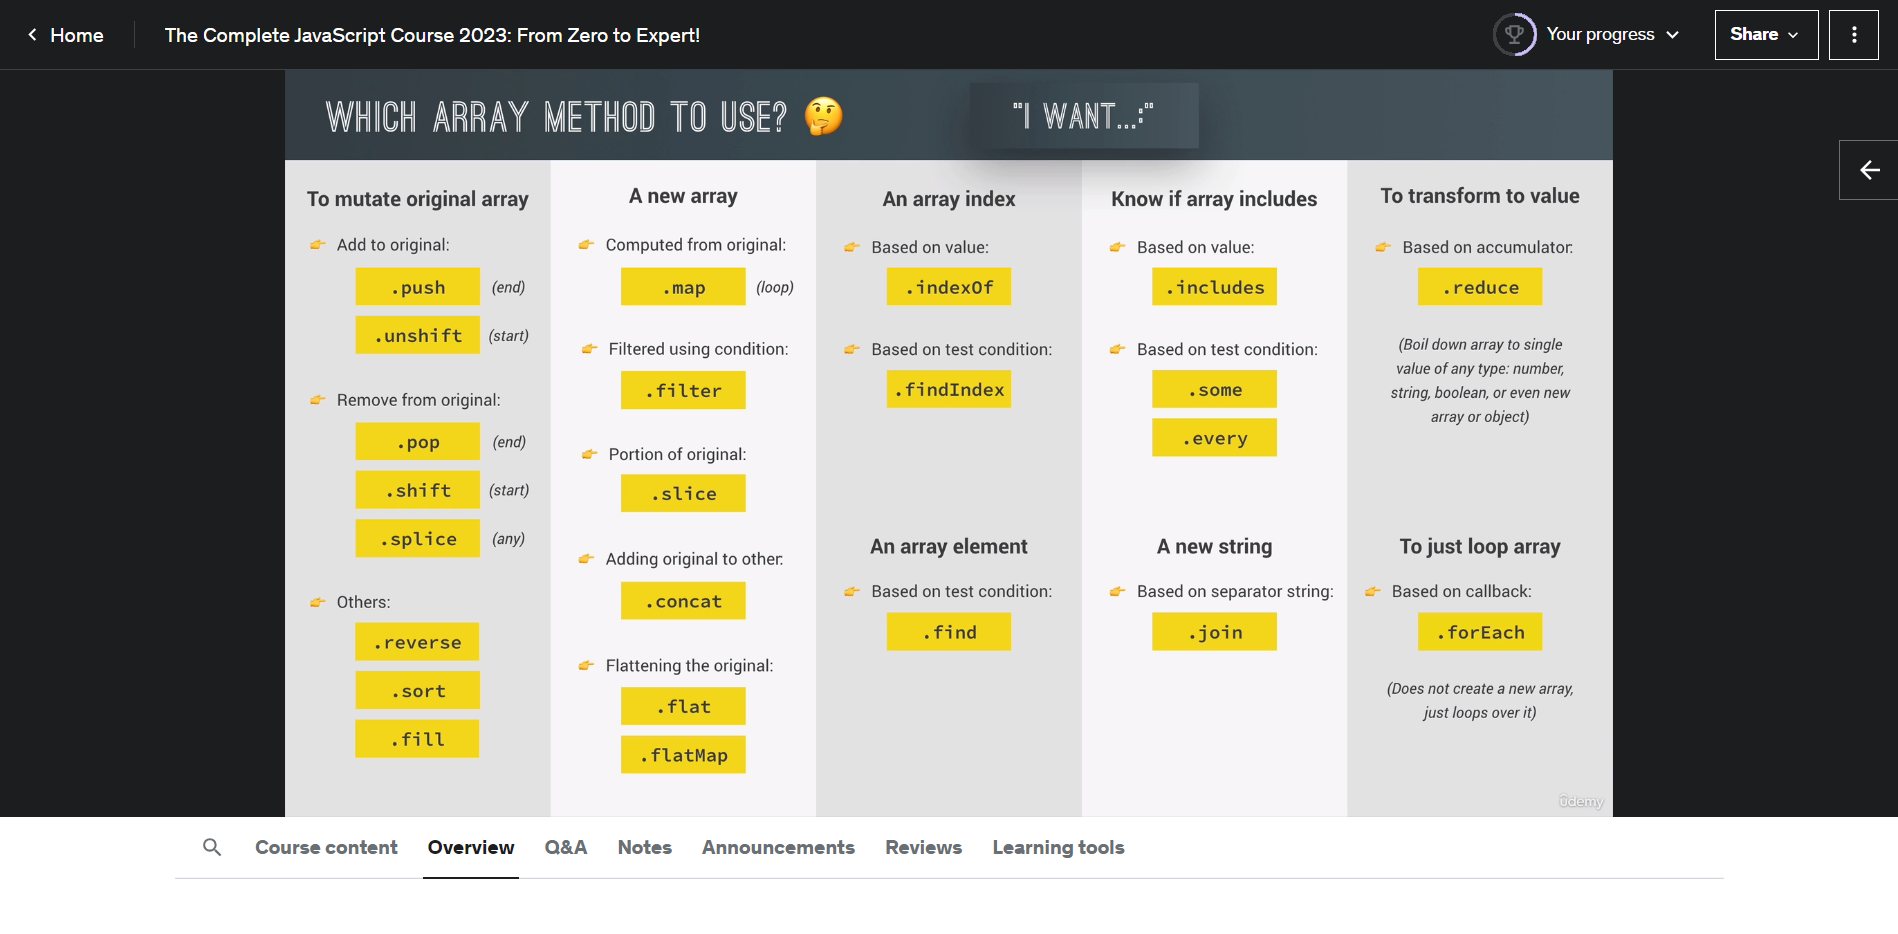 Home
The Complete JavaScript Course 2023: From Zero to Expert!
Your progress
Share
WHICH ARRAY METHOD TO USE? 🤔
"I WANT...:"
To mutate original array
👉 Add to original:
.push (end)
.unshift (start)
👉 Remove from original:
.pop (end)
.shift (start)
.splice (any)
👉 Others:
.reverse
.sort
.fill
A new array
👉 Computed from original:
.map (loop)
👉 Filtered using condition:
.filter
👉 Portion of original:
.slice
👉 Adding original to other:
.concat
👉 Flattening the original:
.flat
.flatMap
An array index
👉 Based on value:
.indexOf
👉 Based on test condition:
.findIndex
An array element
👉 Based on test condition:
.find
Know if array includes
👉 Based on value:
.includes
👉 Based on test condition:
.some
.every
A new string
👉 Based on separator string:
.join
To transform to value
👉 Based on accumulator:
.reduce
(Boil down array to single
value of any type: number,
string, boolean, or even new
array or object)
To just loop array
👉 Based on callback:
.forEach
(Does not create a new array,
just loops over it)
ûdemy
Course content
Overview
Q&A
Notes
Announcements
Reviews
Learning tools